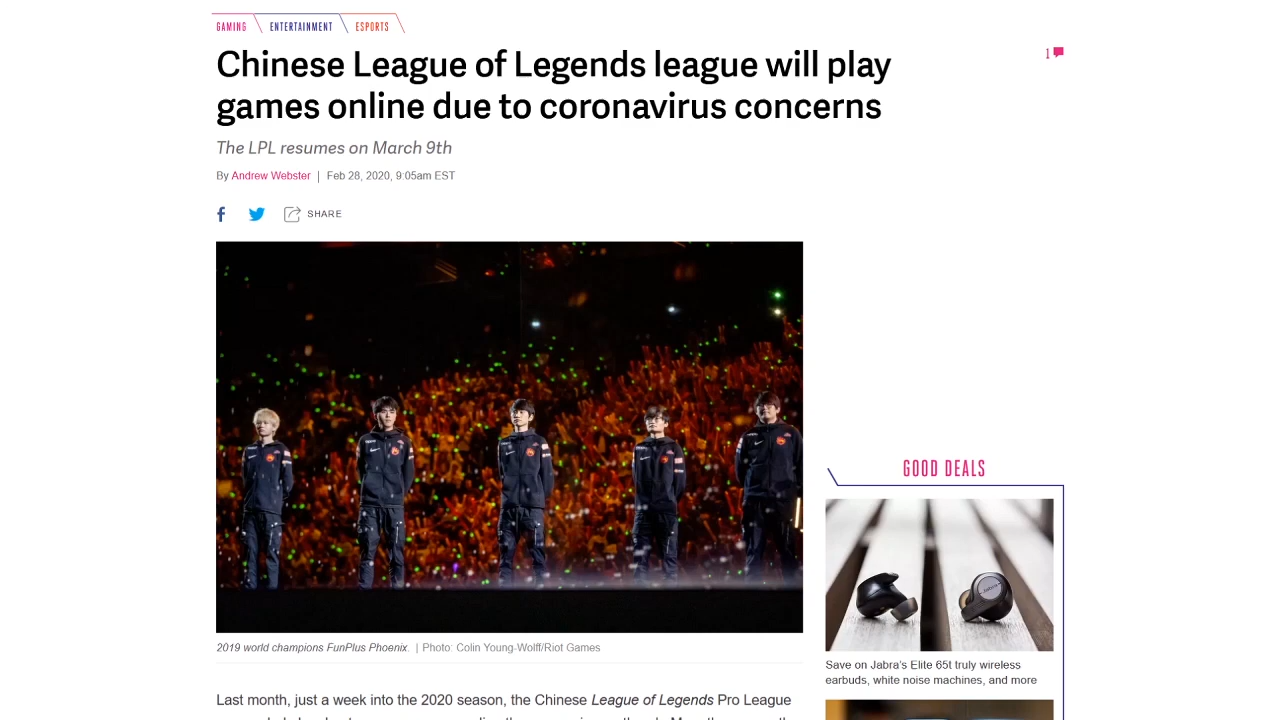 GAMING
ENTERTAINMENT
ESPORTS
Chinese League of Legends league will play
games online due to coronavirus concerns
1
The LPL resumes on March 9th
By Andrew Webster | Feb 28, 2020, 9:05am EST
SHARE
2019 world champions FunPlus Phoenix. | Photo: Colin Young-Wolff/Riot Games
Last month, just a week into the 2020 season, the Chinese League of Legends Pro League
GOOD DEALS
JABRA
Save on Jabra's Elite 65t truly wireless
earbuds, white noise machines, and more